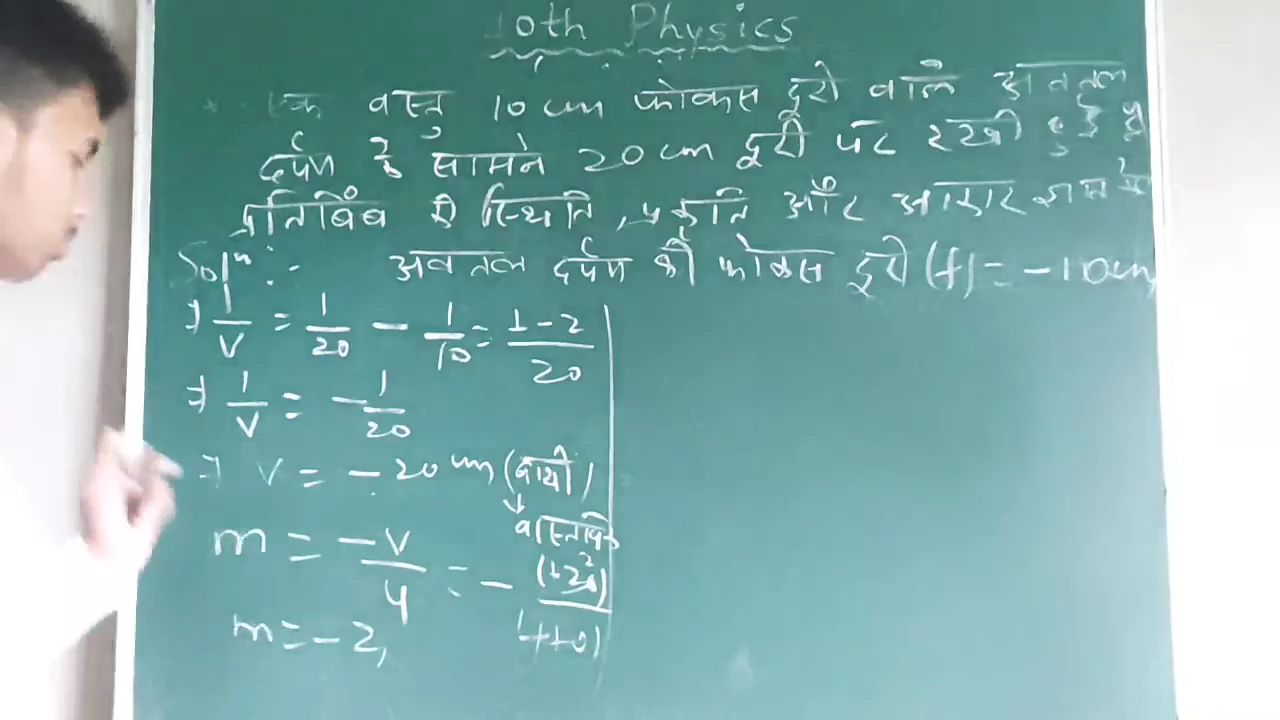 10th Physics
एक वस्तु 10 cm फोकस दूरी वाले अवतल
दर्पण के सामने 20 cm दूरी पर रखी हुई है
प्रतिबिंब की स्थिति, प्रकृति और आकार ज्ञात करें
Solⁿ :- अवतल दर्पण की फोकस दूरी (f) = -10cm
⇒ 1/v = 1/20 - 1/10 = 1-2/20
⇒ 1/v = -1/20
⇒ v = -20 cm (बायी)
↓
वास्तविक
m = -v/u = - (+20)/(+10)
m = -2,